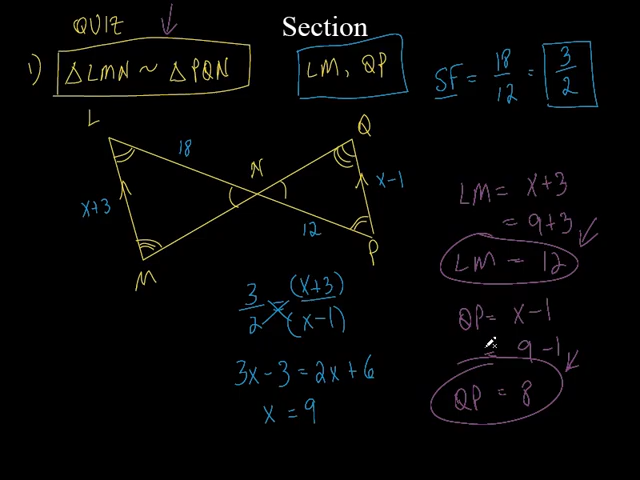 Section
QUIZ
1) △LMN ~ △PQN
LM, QP
SF = 18/12 = 3/2
L
Q
18
N
x+3
x-1
12
M
P
LM = x+3
= 9+3
LM = 12
3/2 = (x+3)/(x-1)
QP = x-1
= 9-1
3x-3 = 2x+6
QP = 8
x = 9